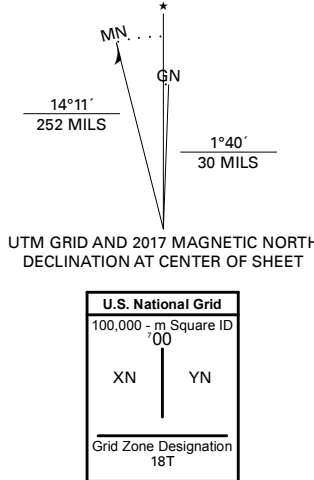 ★
MN
GN
14°11´
252 MILS
1°40´
30 MILS
UTM GRID AND 2017 MAGNETIC NORTH
DECLINATION AT CENTER OF SHEET
U.S. National Grid
100,000 - m Square ID
⁷00
XN YN
Grid Zone Designation
18T